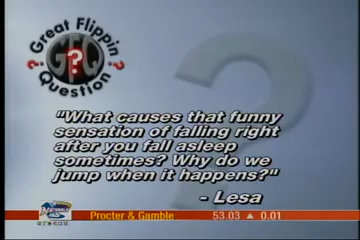 Great Flippin
GFQ
?
?
?
Question
"What causes that funny
sensation of falling right
after you fall asleep
sometimes? Why do we
jump when it happens?"
- Lesa
Procter & Gamble 53.03 ▲ 0.01